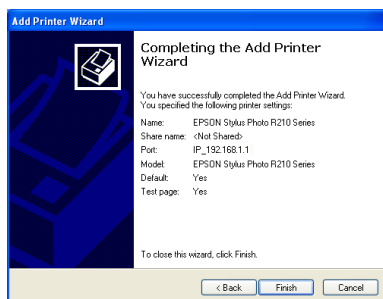 Add Printer Wizard
Completing the Add Printer
Wizard
You have successfully completed the Add Printer Wizard.
You specified the following printer settings:
Name: EPSON Stylus Photo R210 Series
Share name: <Not Shared>
Port: IP_192.168.1.1
Model: EPSON Stylus Photo R210 Series
Default: Yes
Test page: Yes
To close this wizard, click Finish.
< Back Finish Cancel